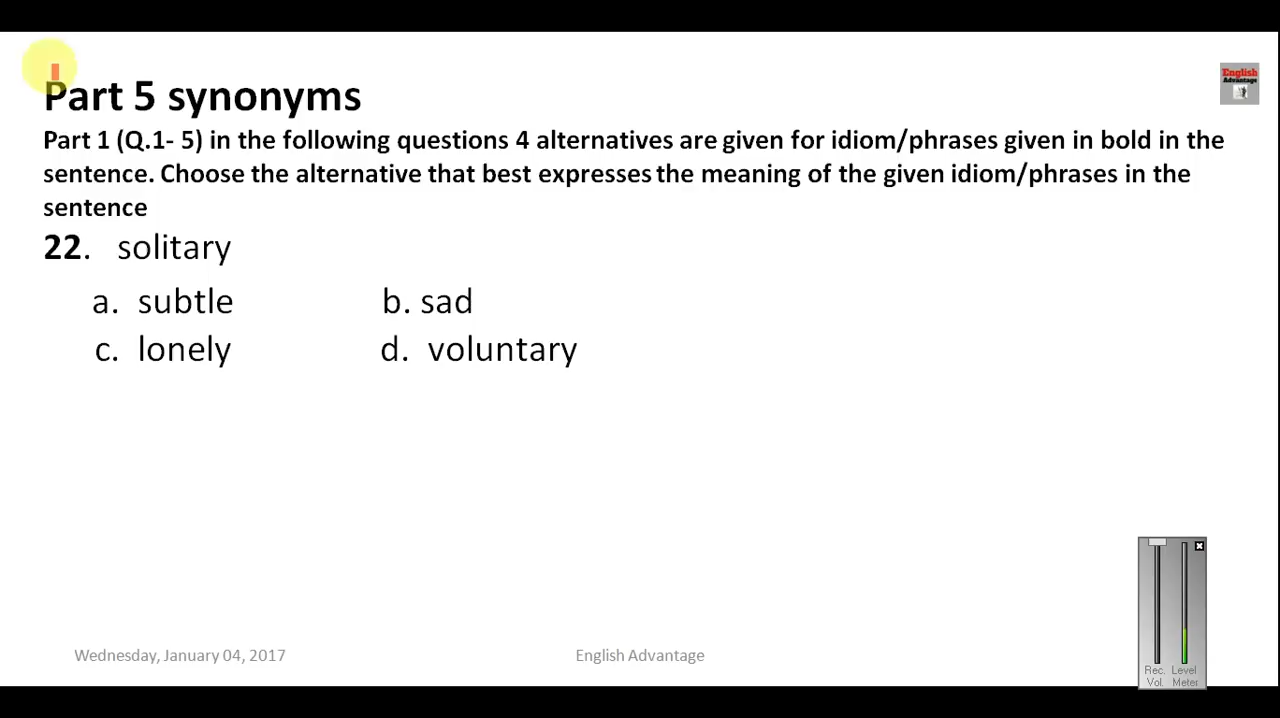 English
Advantage
Part 5 synonyms
Part 1 (Q.1- 5) in the following questions 4 alternatives are given for idiom/phrases given in bold in the
sentence. Choose the alternative that best expresses the meaning of the given idiom/phrases in the
sentence
22. solitary
a. subtle b. sad
c. lonely d. voluntary
Rec. Level
Vol. Meter
Wednesday, January 04, 2017 English Advantage